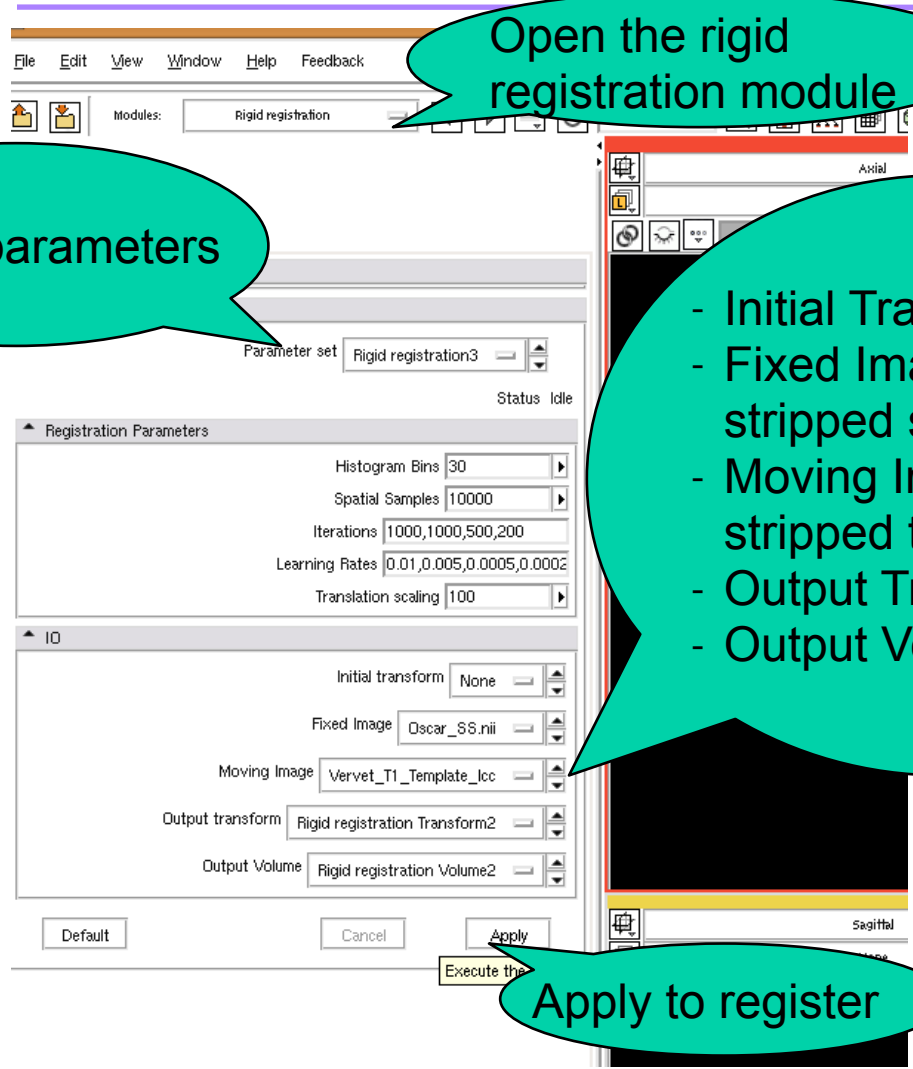 Open the rigid
registration module
File Edit View Window Help Feedback
Modules: Rigid registration
parameters
Axial
Parameter set Rigid registration3
Status Idle
Registration Parameters
Histogram Bins 30
Spatial Samples 10000
Iterations 1000,1000,500,200
Learning Rates 0.01,0.005,0.0005,0.0002
Translation scaling 100
IO
Initial transform None
Fixed Image Oscar_SS.nii
Moving Image Vervet_T1_Template_Icc
Output transform Rigid registration Transform2
Output Volume Rigid registration Volume2
Default Cancel Apply
Execute the
- Initial Tra
- Fixed Ima
stripped s
- Moving I
stripped t
- Output T
- Output V
Sagittal
Apply to register